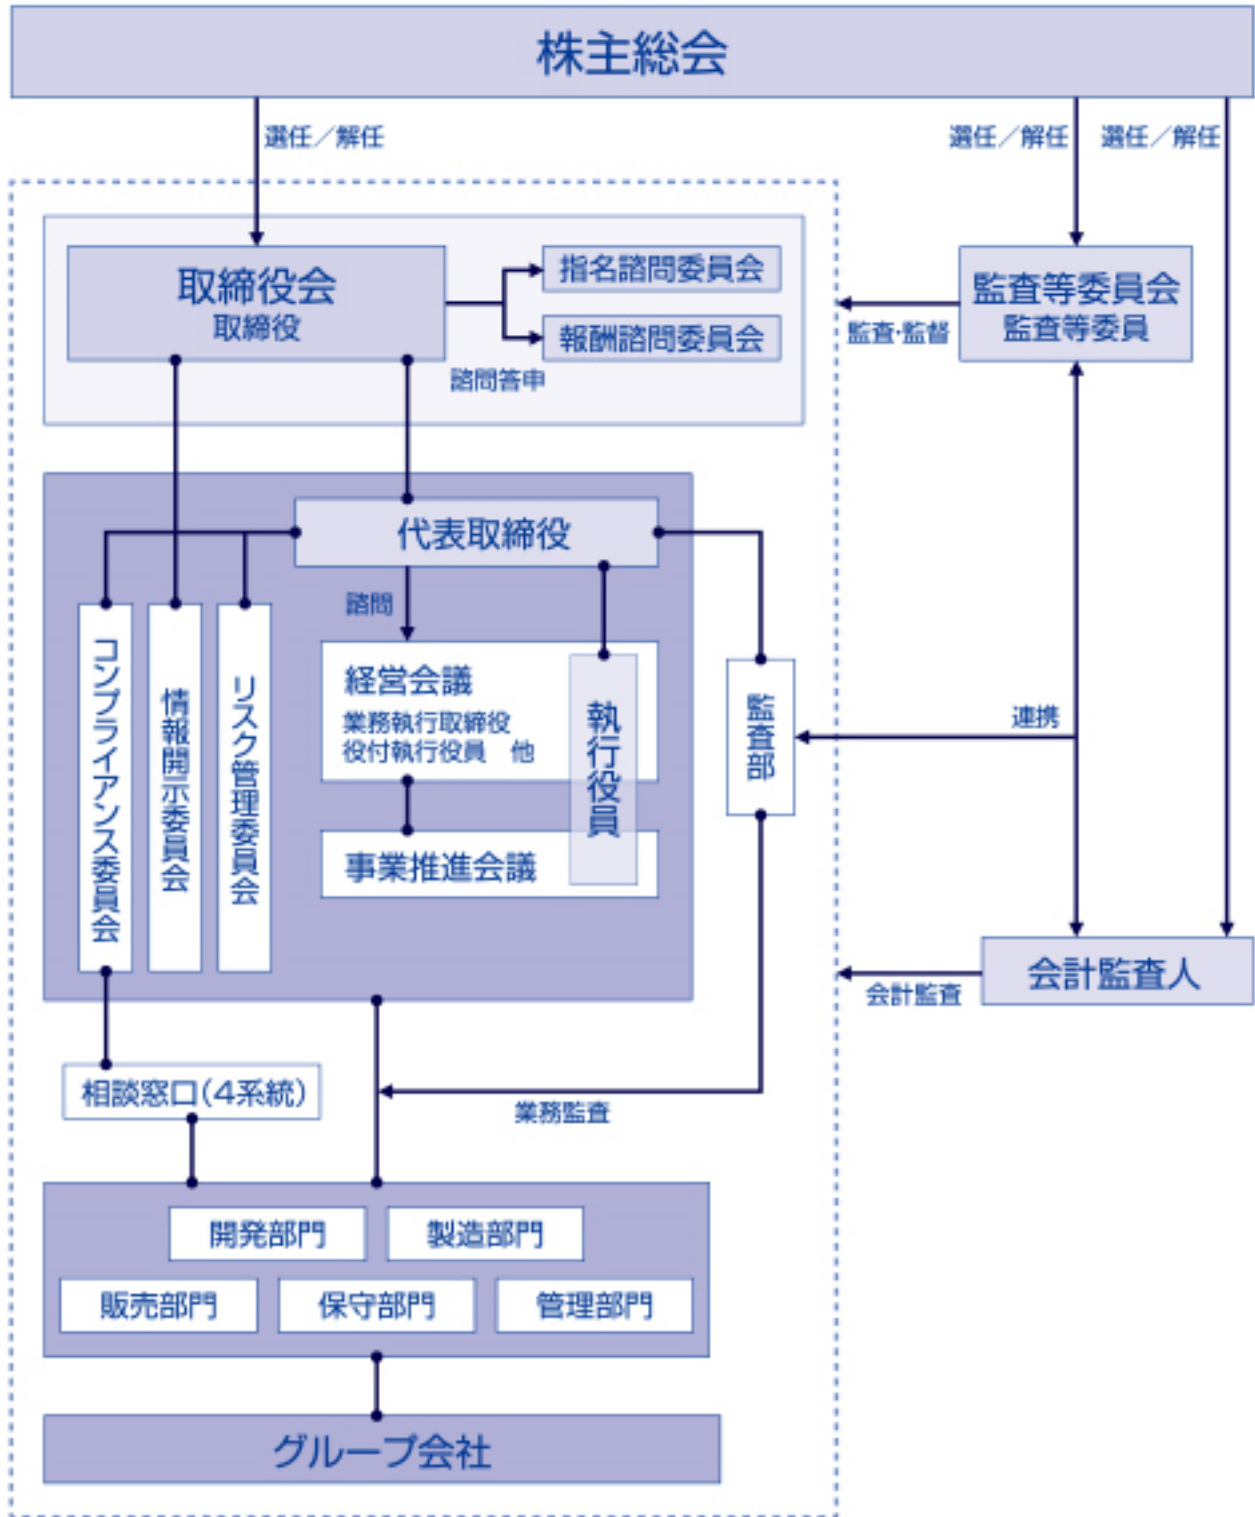 株主総会
選任／解任
選任／解任
選任／解任
取締役会
取締役
指名諮問委員会
報酬諮問委員会
諮問答申
監査等委員会
監査等委員
監査・監督
代表取締役
諮問
コンプライアンス委員会
情報開示委員会
リスク管理委員会
経営会議
業務執行取締役
役付執行役員　他
執行役員
事業推進会議
監査部
連携
会計監査人
会計監査
相談窓口（4系統）
業務監査
開発部門
製造部門
販売部門
保守部門
管理部門
グループ会社